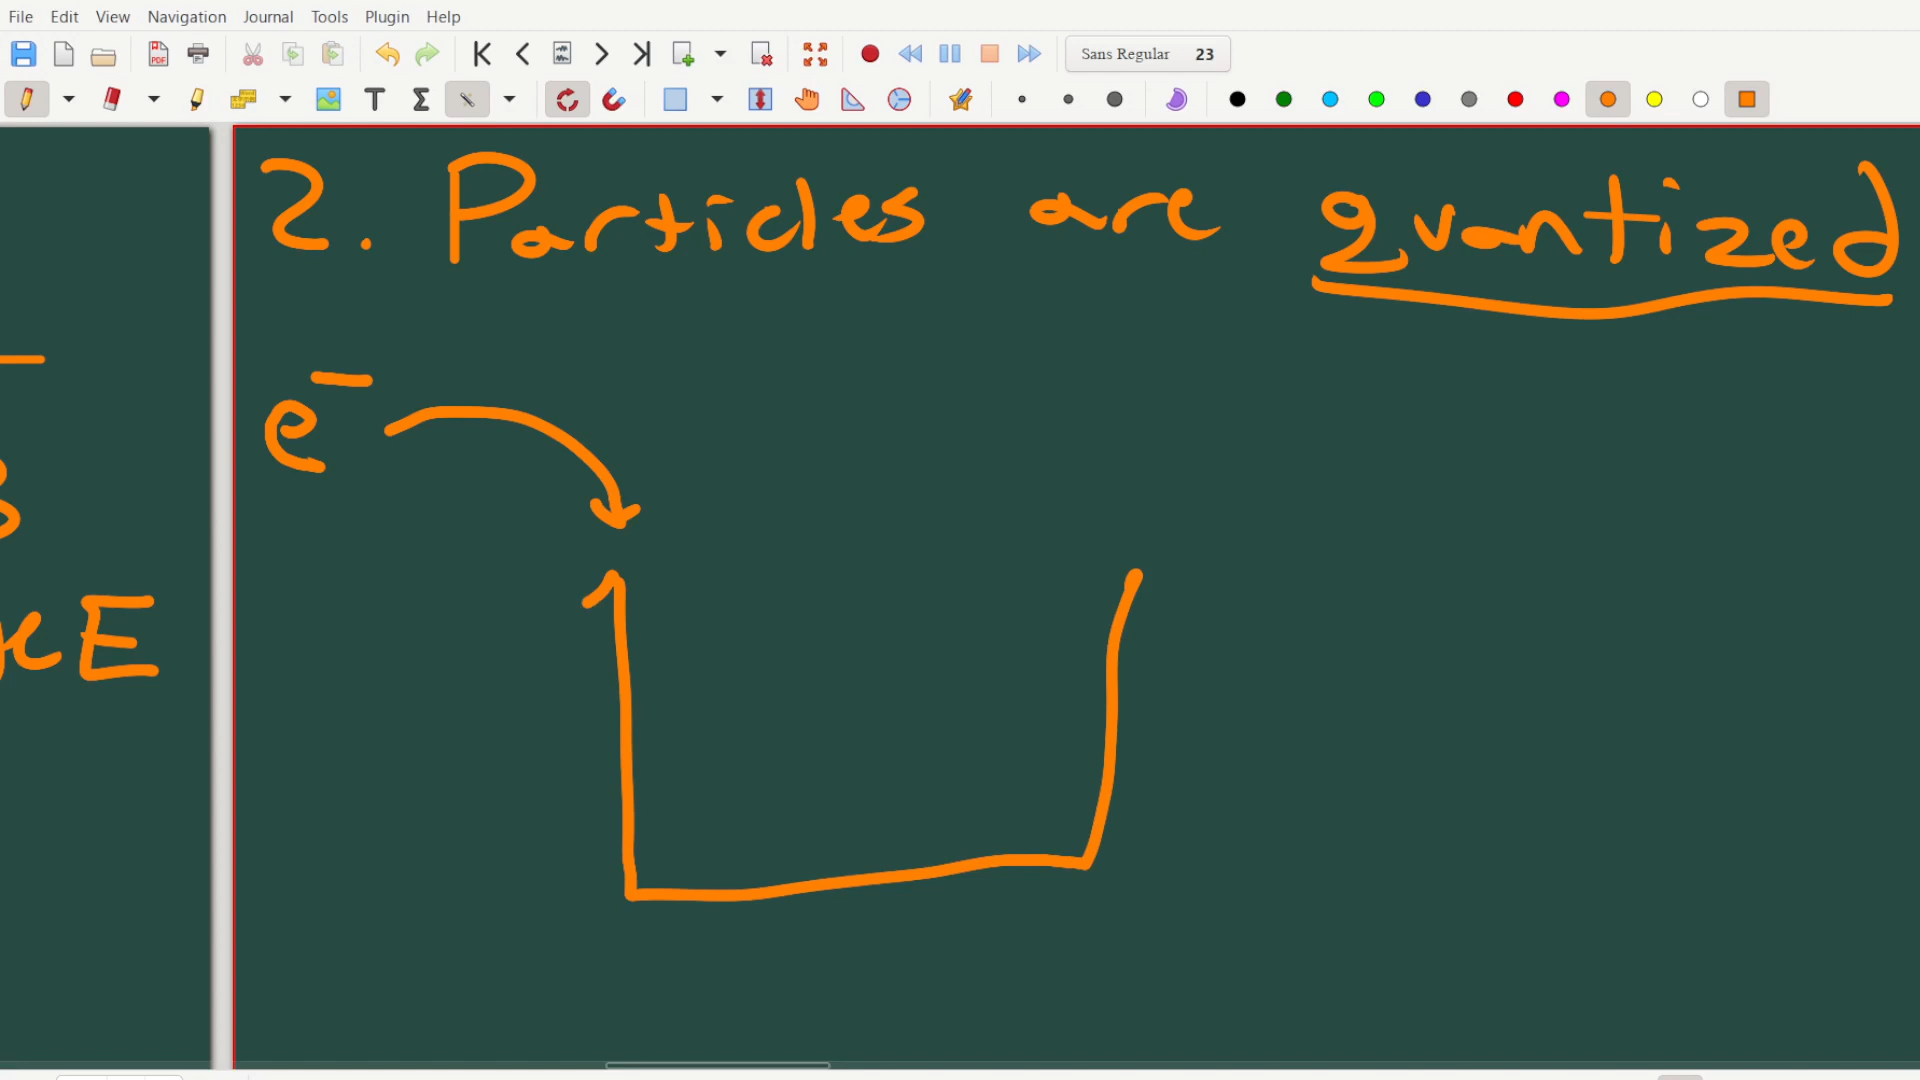 File Edit View Navigation Journal Tools Plugin Help
Sans Regular 23
2. Particles are quantized
e⁻
E